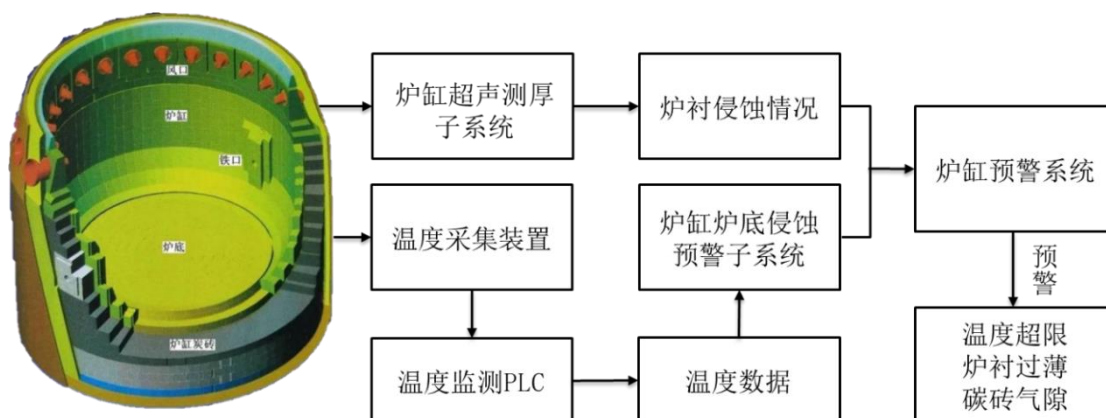 风口
炉缸
铁口
炉底
炉缸炭砖
炉缸超声测厚
子系统
炉衬侵蚀情况
炉缸预警系统
温度采集装置
炉缸炉底侵蚀
预警子系统
预
警
温度监测PLC
温度数据
温度超限
炉衬过薄
碳砖气隙